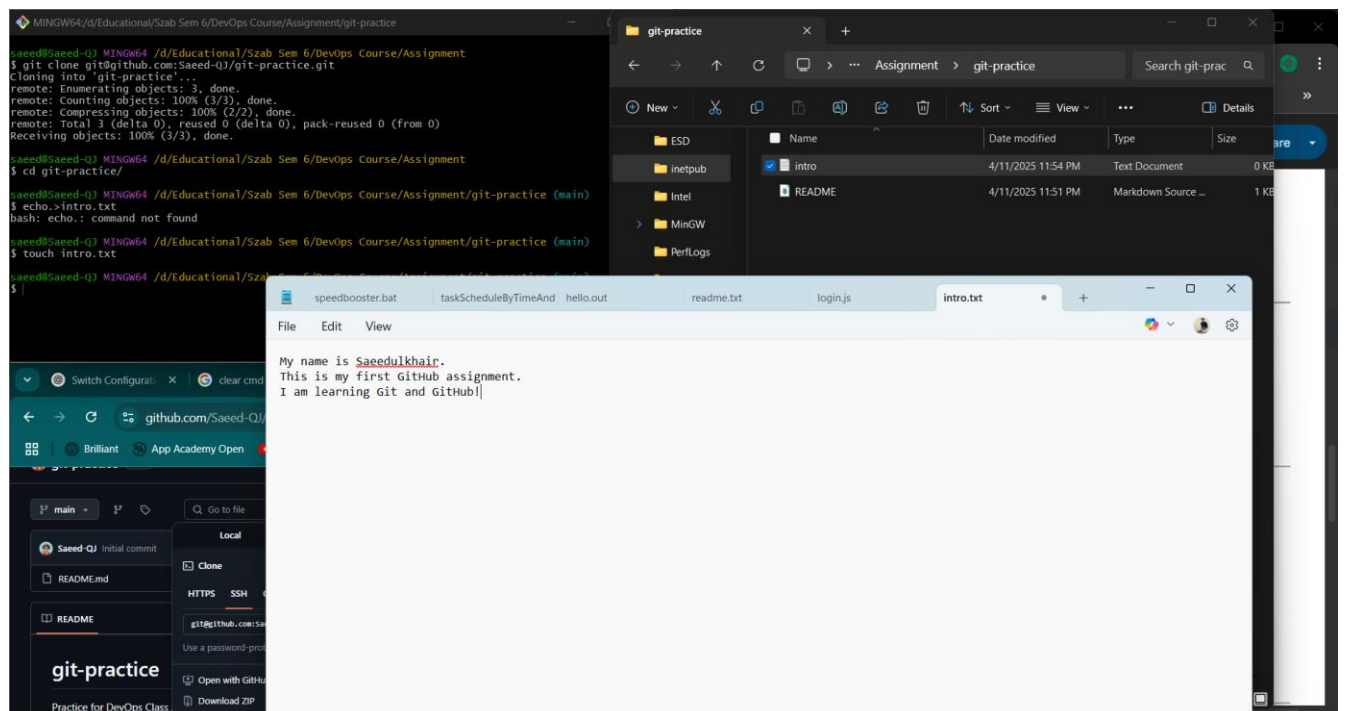 MINGW64:/d/Educational/Szab Sem 6/DevOps Course/Assignment/git-practice
saeed@Saeed-QJ MINGW64 /d/Educational/Szab Sem 6/DevOps Course/Assignment
$ git clone git@github.com:Saeed-QJ/git-practice.git
Cloning into 'git-practice'...
remote: Enumerating objects: 3, done.
remote: Counting objects: 100% (3/3), done.
remote: Compressing objects: 100% (2/2), done.
remote: Total 3 (delta 0), reused 0 (delta 0), pack-reused 0 (from 0)
Receiving objects: 100% (3/3), done.
saeed@Saeed-QJ MINGW64 /d/Educational/Szab Sem 6/DevOps Course/Assignment
$ cd git-practice/
saeed@Saeed-QJ MINGW64 /d/Educational/Szab Sem 6/DevOps Course/Assignment/git-practice (main)
$ echo.>intro.txt
bash: echo.: command not found
saeed@Saeed-QJ MINGW64 /d/Educational/Szab Sem 6/DevOps Course/Assignment/git-practice (main)
$ touch intro.txt
saeed@Saeed-QJ MINGW64 /d/Educational/Szab
$
git-practice
Assignment > git-practice
Search git-prac
New
Sort
View
Details
Name
Date modified
Type
Size
ESD
inetpub
Intel
MinGW
PerfLogs
intro 4/11/2025 11:54 PM Text Document 0 KB
README 4/11/2025 11:51 PM Markdown Source ... 1 KB
are
speedbooster.bat
taskScheduleByTimeAnd
hello.out
readme.txt
login.js
intro.txt
File Edit View
My name is Saeedulkhair.
This is my first GitHub assignment.
I am learning Git and GitHub!
Switch Configurati
clear cmd
github.com/Saeed-QJ/
Brilliant
App Academy Open
main
Go to file
Saeed-QJ Initial commit
README.md
README
git-practice
Practice for DevOps Class
Local
Clone
HTTPS SSH
git@github.com:Sae
Use a password-prot
Open with GitHu
Download ZIP